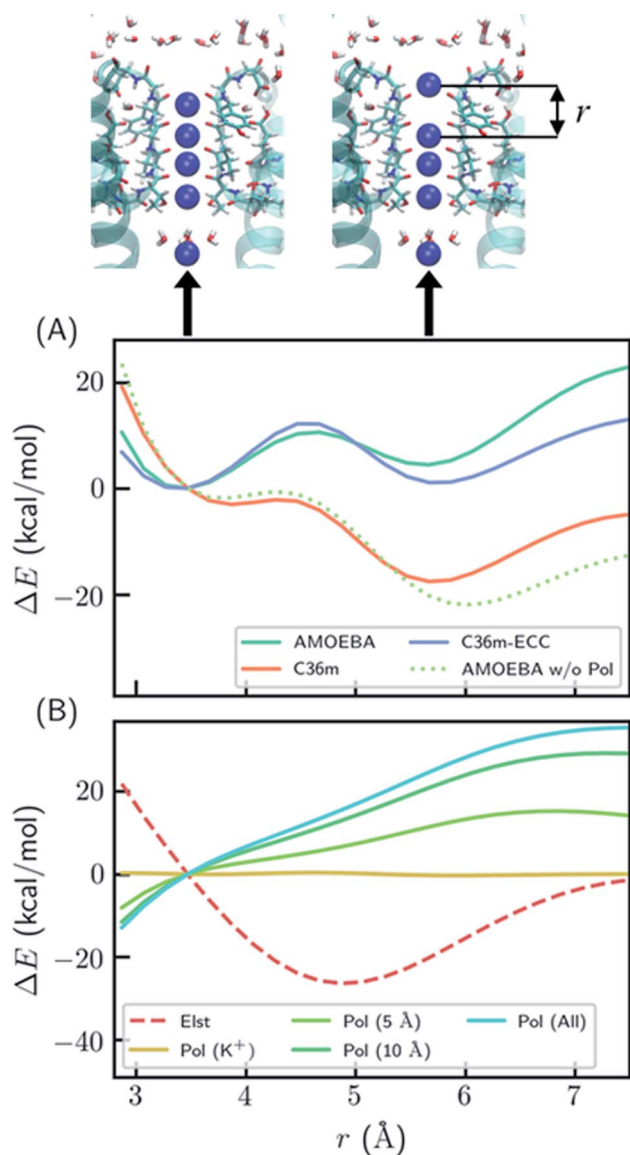 r
(A)
20
0
−20
ΔE (kcal/mol)
AMOEBA
C36m-ECC
C36m
AMOEBA w/o Pol
(B)
20
0
−20
−40
ΔE (kcal/mol)
Elst
Pol (5 Å)
Pol (All)
Pol (K⁺)
Pol (10 Å)
3 4 5 6 7
r (Å)